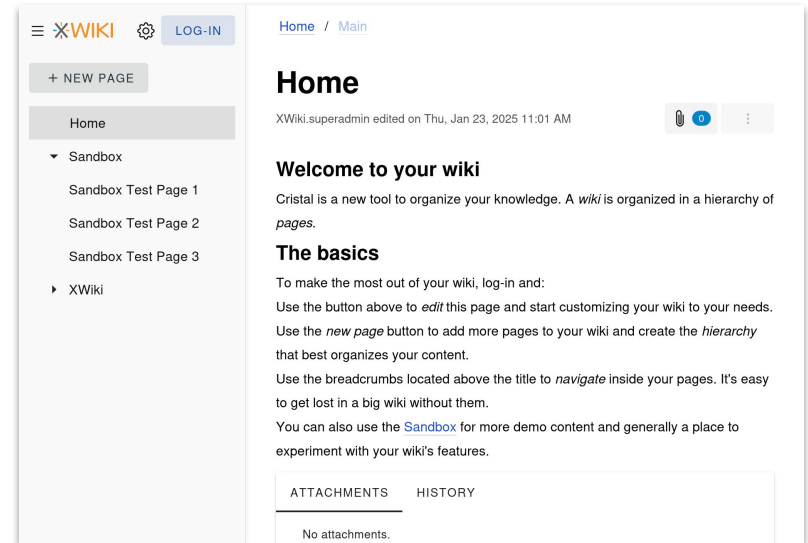 XWIKI LOG-IN
+ NEW PAGE
Home
Sandbox
Sandbox Test Page 1
Sandbox Test Page 2
Sandbox Test Page 3
XWiki
Home / Main
Home
XWiki.superadmin edited on Thu, Jan 23, 2025 11:01 AM
0
Welcome to your wiki
Cristal is a new tool to organize your knowledge. A wiki is organized in a hierarchy of
pages.
The basics
To make the most out of your wiki, log-in and:
Use the button above to edit this page and start customizing your wiki to your needs.
Use the new page button to add more pages to your wiki and create the hierarchy
that best organizes your content.
Use the breadcrumbs located above the title to navigate inside your pages. It's easy
to get lost in a big wiki without them.
You can also use the Sandbox for more demo content and generally a place to
experiment with your wiki's features.
ATTACHMENTS HISTORY
No attachments.